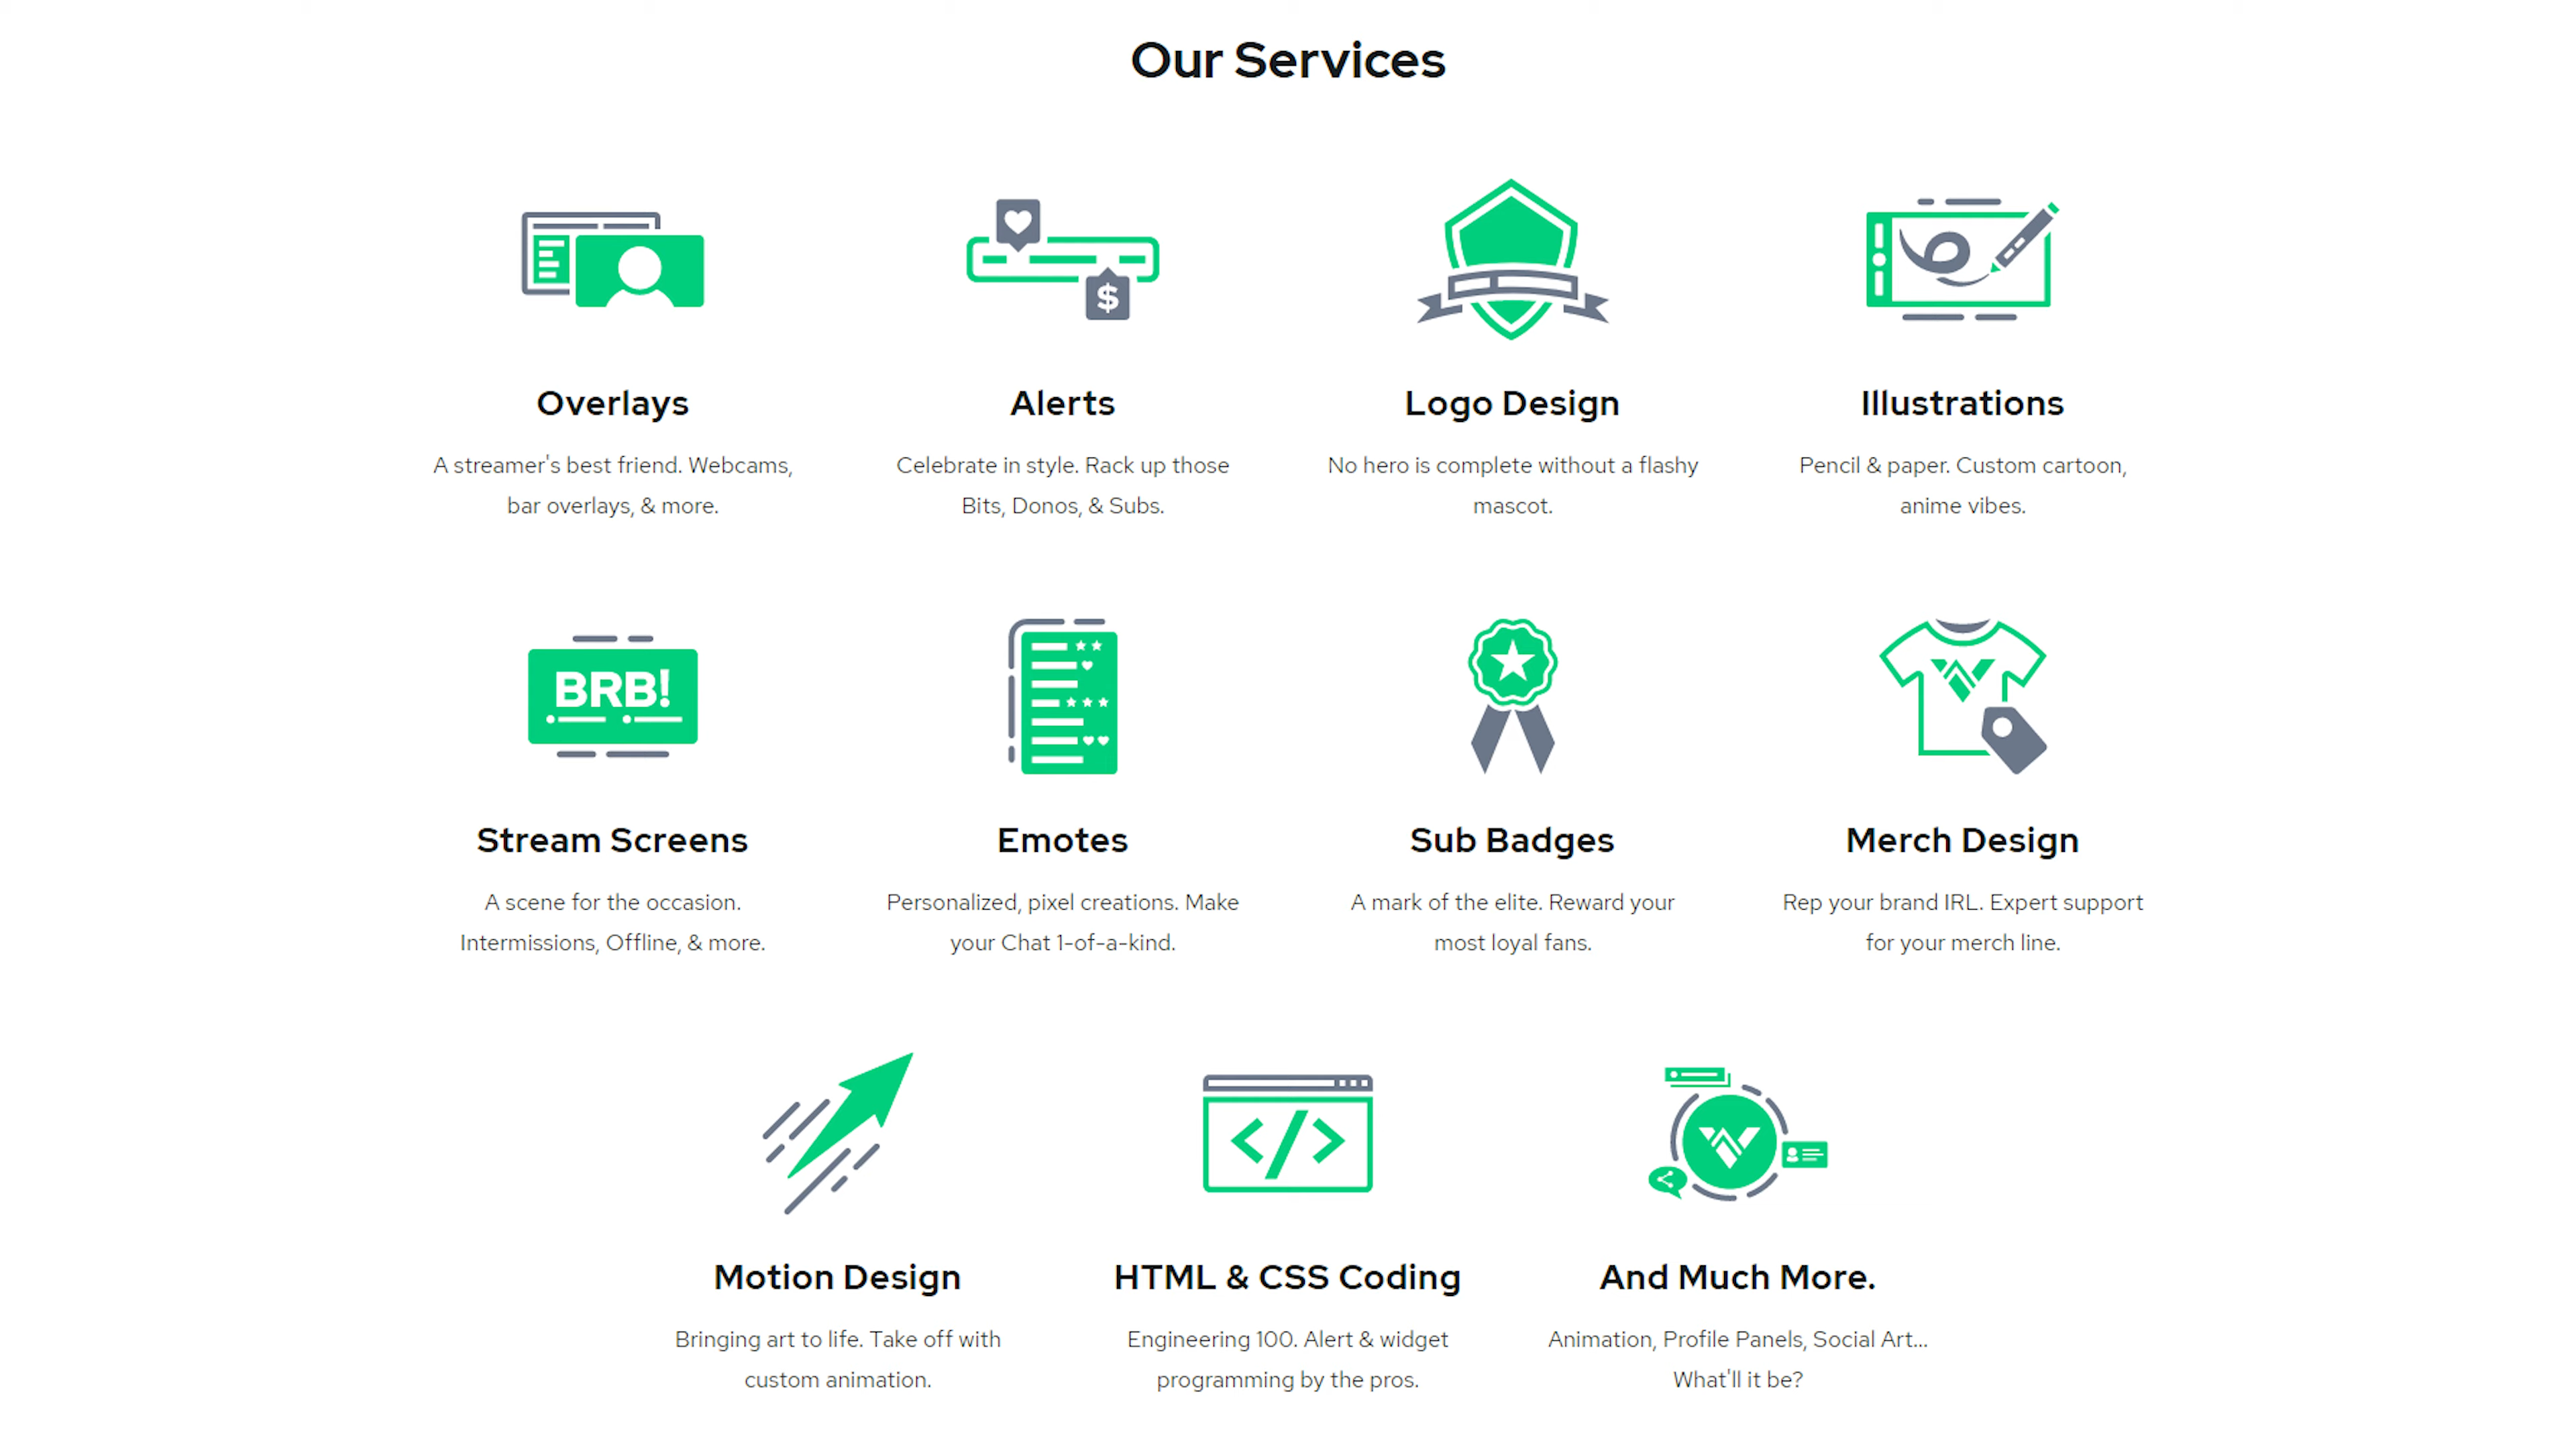 Our Services
$
Overlays
A streamer's best friend. Webcams,
bar overlays, & more.
Alerts
Celebrate in style. Rack up those
Bits, Donos, & Subs.
Logo Design
No hero is complete without a flashy
mascot.
Illustrations
Pencil & paper. Custom cartoon,
anime vibes.
BRB!
Stream Screens
A scene for the occasion.
Intermissions, Offline, & more.
Emotes
Personalized, pixel creations. Make
your Chat 1-of-a-kind.
Sub Badges
A mark of the elite. Reward your
most loyal fans.
Merch Design
Rep your brand IRL. Expert support
for your merch line.
</>
Motion Design
Bringing art to life. Take off with
custom animation.
HTML & CSS Coding
Engineering 100. Alert & widget
programming by the pros.
And Much More.
Animation, Profile Panels, Social Art...
What'll it be?